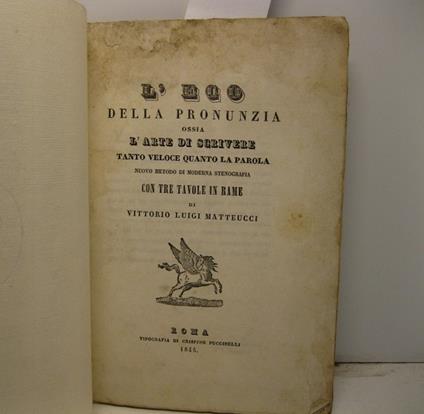 L' ECO
DELLA PRONUNZIA
OSSIA
L'ARTE DI SCRIVERE
TANTO VELOCE QUANTO LA PAROLA
NUOVO METODO DI MODERNA STENOGRAFIA
CON TRE TAVOLE IN RAME
DI
VITTORIO LUIGI MATTEUCCI
ROMA
TIPOGRAFIA DI CRISPINO PUCCINELLI